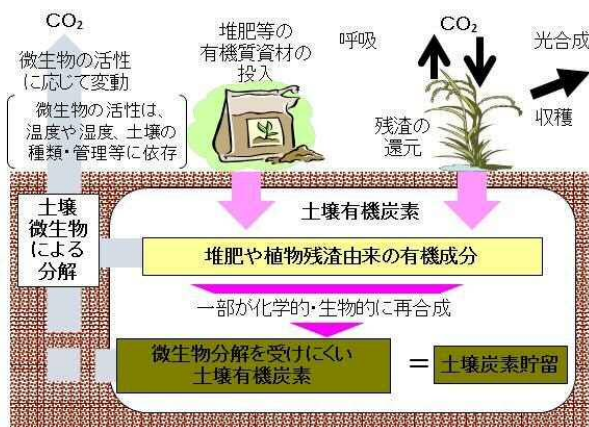 CO₂
微生物の活性
に応じて変動
微生物の活性は、
温度や湿度、土壌の
種類・管理等に依存
堆肥等の
有機質資材の
投入
呼吸
CO₂
光合成
収穫
残渣の
還元
土壌
微生物
による
分解
土壌有機炭素
堆肥や植物残渣由来の有機成分
一部が化学的・生物的に再合成
微生物分解を受けにくい
土壌有機炭素
=
土壌炭素貯留